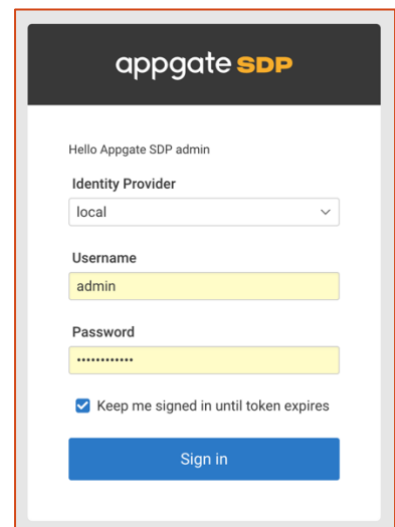 appgate SDP
Hello Appgate SDP admin
Identity Provider
local
Username
admin
Password
••••••••••••
Keep me signed in until token expires
Sign in